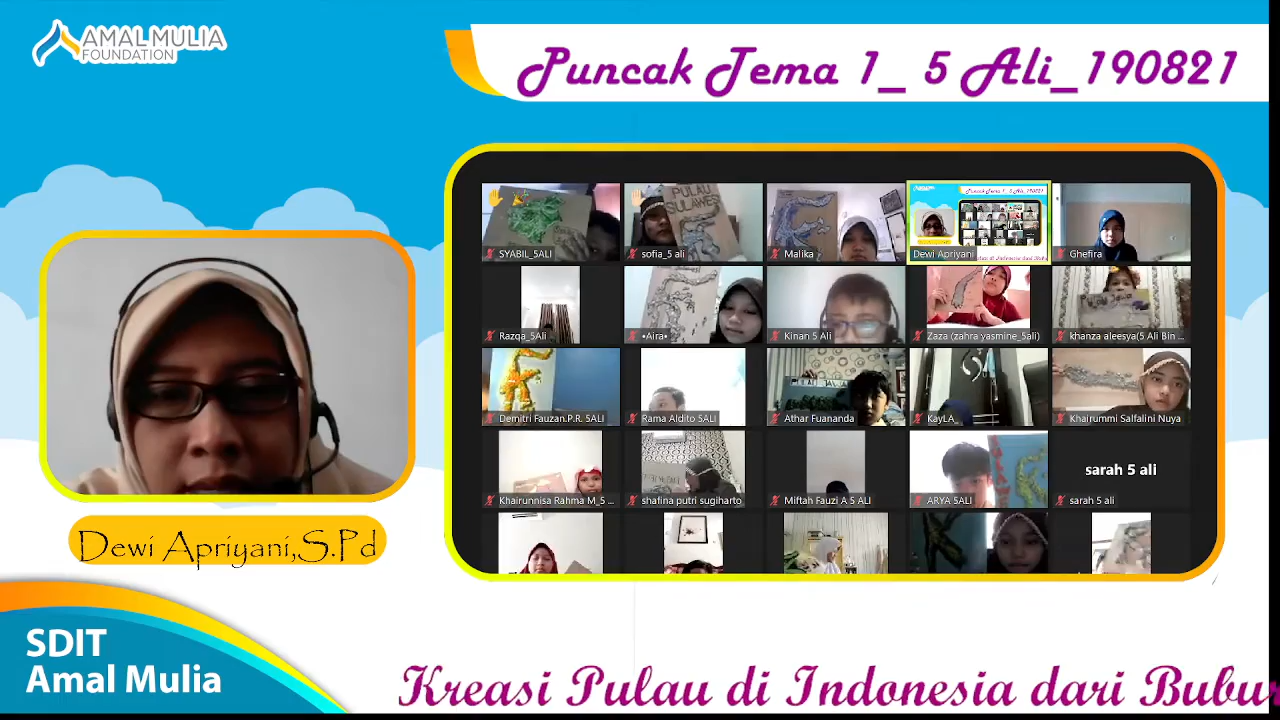 AMAL MULIA
FOUNDATION
Puncak Tema 1_ 5 Ali_190821
SYABIL_5ALI
PULAU
SULAWESI
sofia_5 ali
Malika
Dewi Apriyani
Ghefira
Razqa_5Ali
•Aira•
Kinan 5 Ali
Zaza (zahra yasmine_5ali)
khanza aleesya(5 Ali Bin ...
Demitri Fauzan.P.R. 5ALI
Rama Aldito 5ALI
Athar Fuananda
KayLA_
Khairummi Salfalini Nuya
Khairunnisa Rahma M_5 ...
shafina putri sugiharto
Miftah Fauzi A 5 ALI
ARYA 5ALI
sarah 5 ali
sarah 5 ali
Dewi Apriyani,S.Pd
SDIT
Amal Mulia
Kreasi Pulau di Indonesia dari Bubu